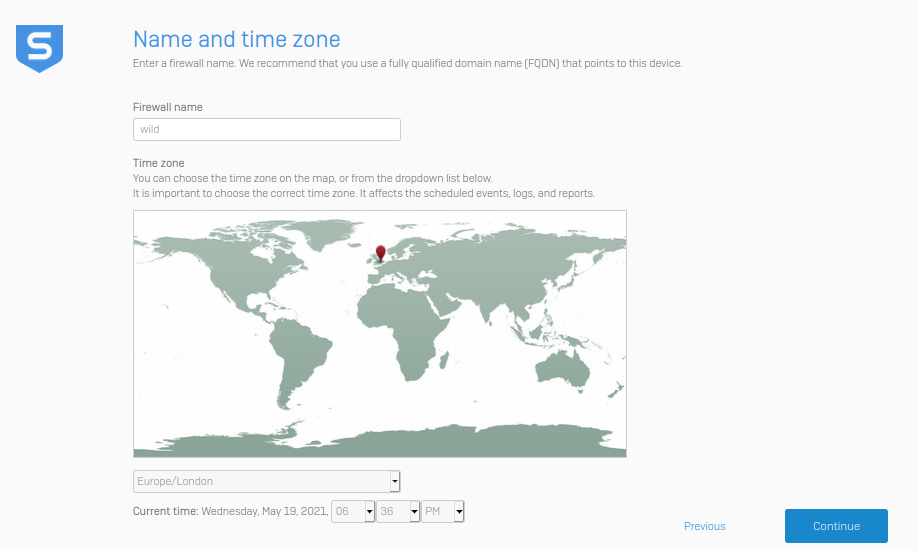 S
Name and time zone
Enter a firewall name. We recommend that you use a fully qualified domain name (FQDN) that points to this device.
Firewall name
wild
Time zone
You can choose the time zone on the map, or from the dropdown list below.
It is important to choose the correct time zone. It affects the scheduled events, logs, and reports.
Europe/London
Current time: Wednesday, May 19, 2021, 06 36 PM
Previous Continue